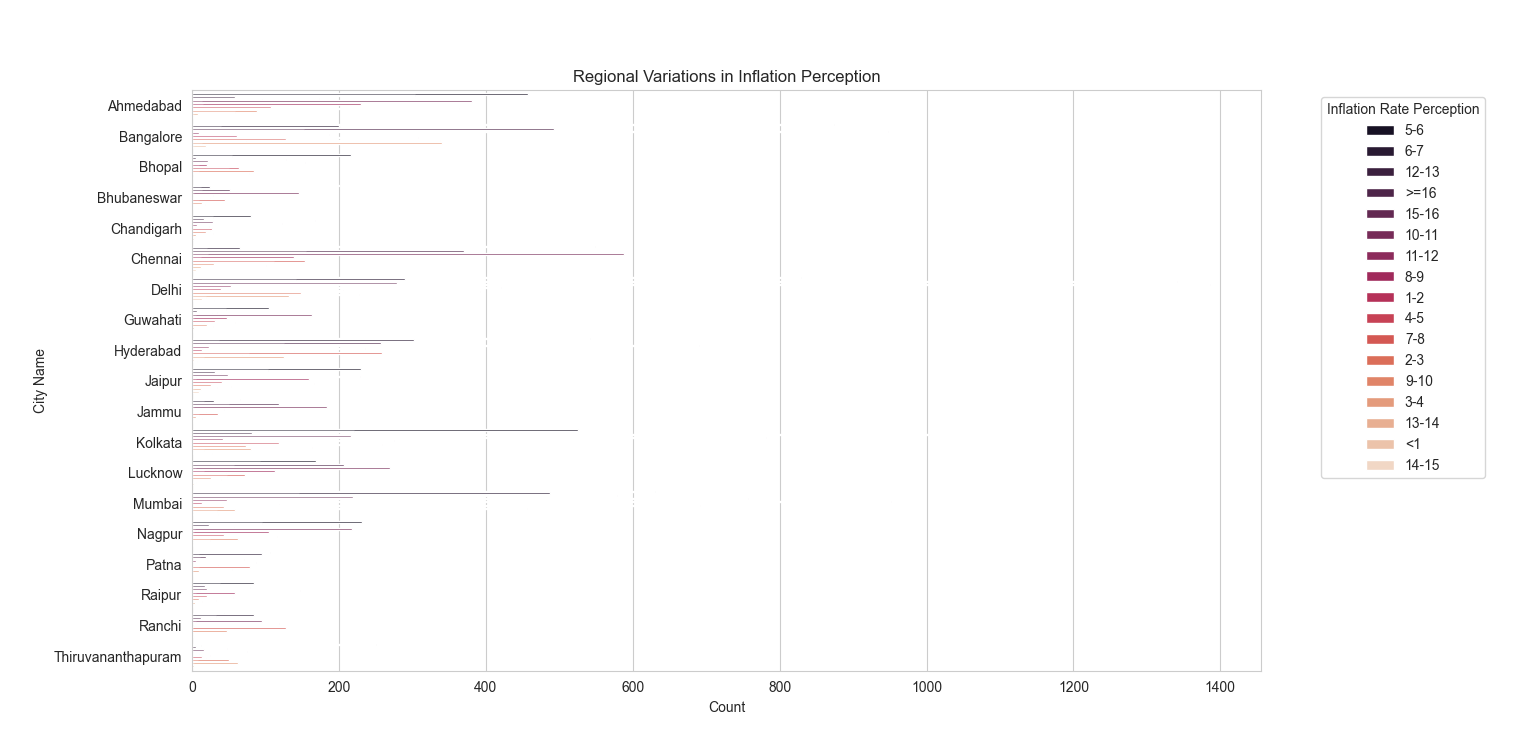 Regional Variations in Inflation Perception
City Name
Ahmedabad
Bangalore
Bhopal
Bhubaneswar
Chandigarh
Chennai
Delhi
Guwahati
Hyderabad
Jaipur
Jammu
Kolkata
Lucknow
Mumbai
Nagpur
Patna
Raipur
Ranchi
Thiruvananthapuram
0 200 400 600 800 1000 1200 1400
Count
Inflation Rate Perception
5-6
6-7
12-13
>=16
15-16
10-11
11-12
8-9
1-2
4-5
7-8
2-3
9-10
3-4
13-14
<1
14-15